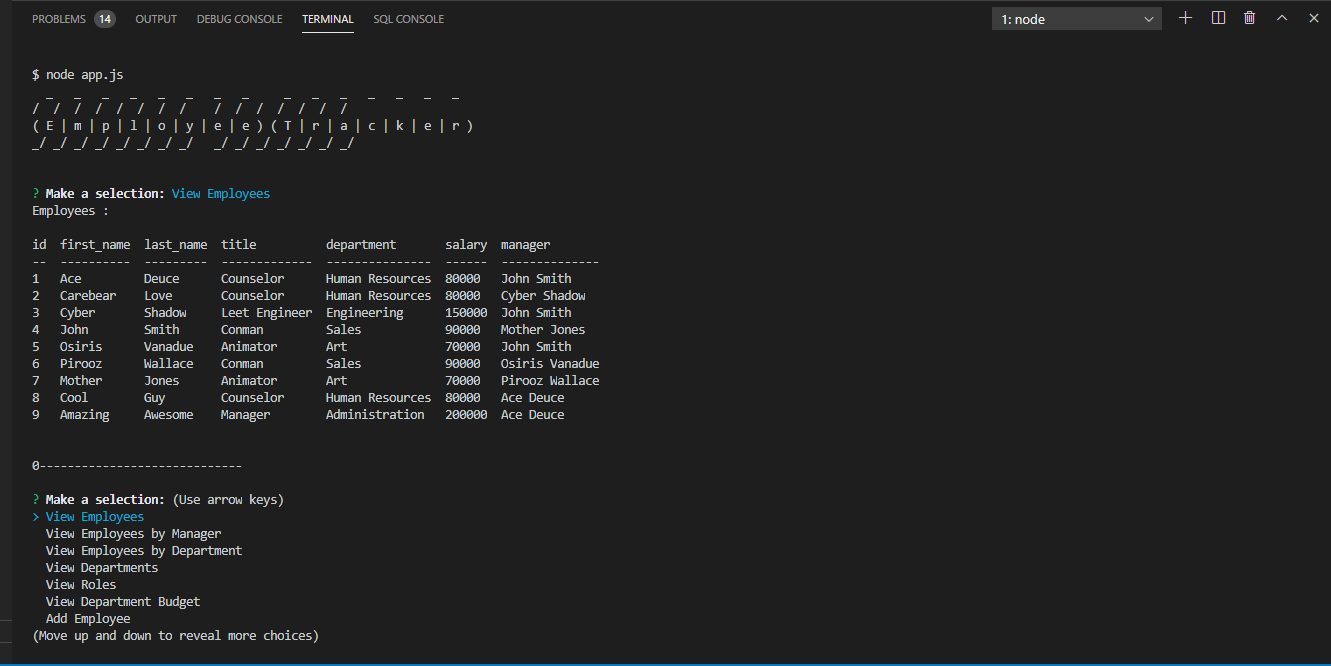 PROBLEMS 14 OUTPUT DEBUG CONSOLE TERMINAL SQL CONSOLE 1: node
$ node app.js
  _   _   _   _   _   _   _   _     _   _   _   _   _   _   _
/ /  /  /  / / / /    /  / / /  / / /
( E | m | p | l | o | y | e | e ) ( T | r | a | c | k | e | r )
_/ _/ _/ _/ _/ _/ _/ _/   _/ _/ _/ _/ _/ _/ _/
? Make a selection: View Employees
Employees :
id  first_name  last_name  title          department       salary  manager
--  ----------  ---------  -------------  ---------------  ------  --------------
1   Ace         Deuce      Counselor      Human Resources  80000   John Smith
2   Carebear    Love       Counselor      Human Resources  80000   Cyber Shadow
3   Cyber       Shadow     Leet Engineer  Engineering      150000  John Smith
4   John        Smith      Conman         Sales            90000   Mother Jones
5   Osiris      Vanadue    Animator       Art              70000   John Smith
6   Pirooz      Wallace    Conman         Sales            90000   Osiris Vanadue
7   Mother      Jones      Animator       Art              70000   Pirooz Wallace
8   Cool        Guy        Counselor      Human Resources  80000   Ace Deuce
9   Amazing     Awesome    Manager        Administration   200000  Ace Deuce
0-----------------------------
? Make a selection: (Use arrow keys)
> View Employees
  View Employees by Manager
  View Employees by Department
  View Departments
  View Roles
  View Department Budget
  Add Employee
(Move up and down to reveal more choices)